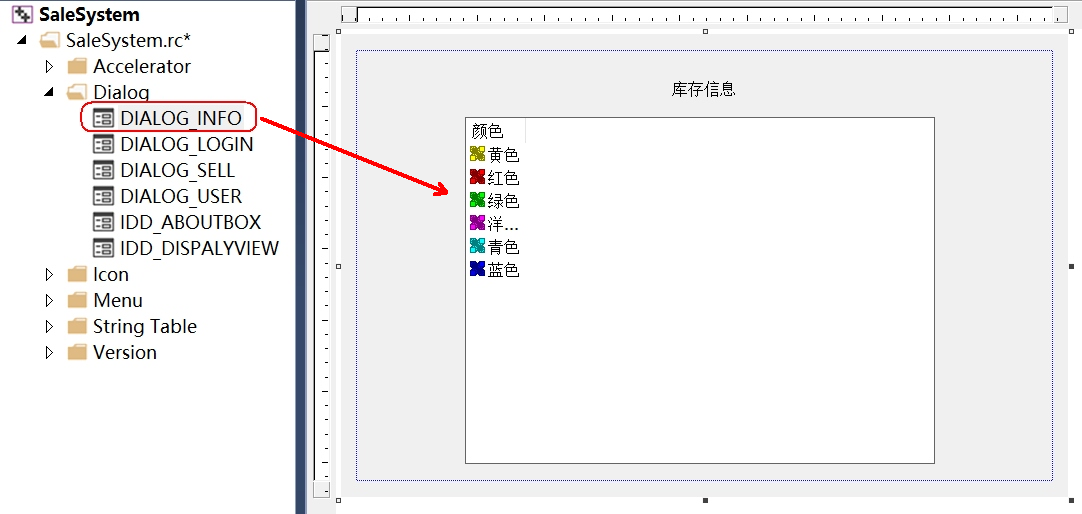 SaleSystem
SaleSystem.rc*
Accelerator
Dialog
DIALOG_INFO
DIALOG_LOGIN
DIALOG_SELL
DIALOG_USER
IDD_ABOUTBOX
IDD_DISPALYVIEW
Icon
Menu
String Table
Version
库存信息
颜色
黄色
红色
绿色
洋...
青色
蓝色